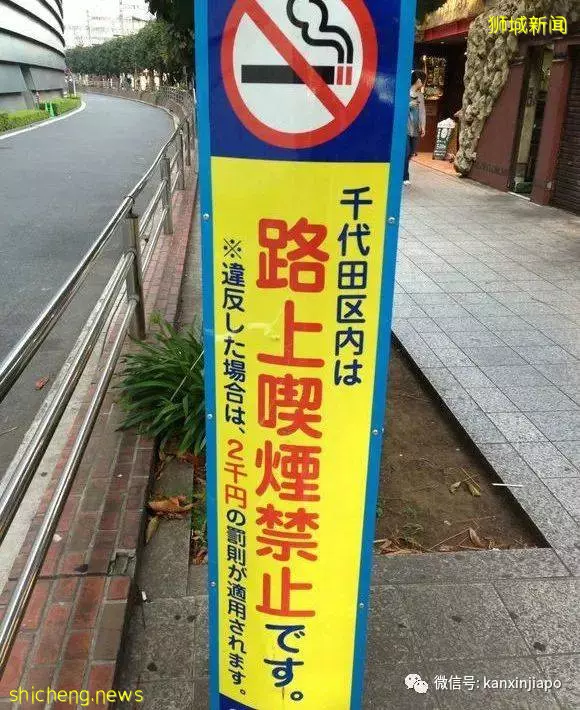 狮城新闻
千代田区内は
路上喫煙禁止です。
※違反した場合は、2千円の罰則が適用されます。
shicheng.news
微信号: kanxinjiapo